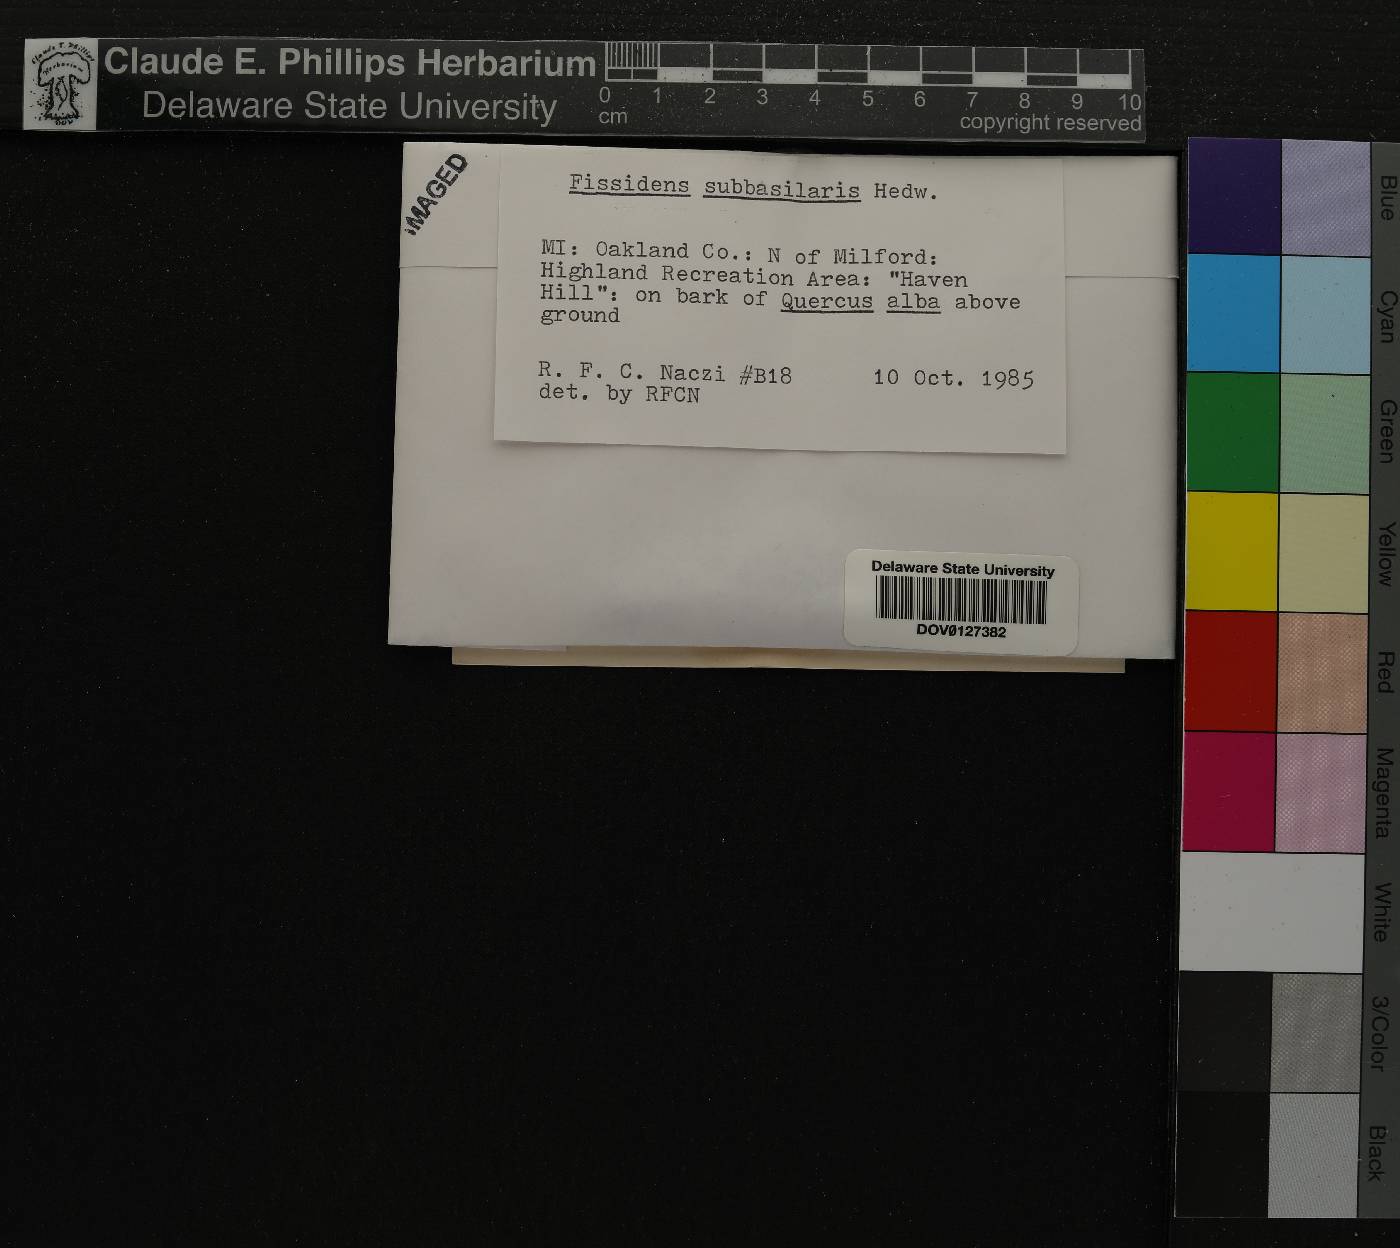 Claude E. Phillips Herbarium
Delaware State University
0 1 2 3 4 5 6 7 8 9 10
cm
copyright reserved
IMAGED
Fissidens subbasilaris Hedw.
MI: Oakland Co.: N of Milford:
Highland Recreation Area: "Haven
Hill": on bark of Quercus alba above
ground
R. F. C. Naczi #B18 10 Oct. 1985
det. by RFCN
Delaware State University
DOV0127382
Blue
Cyan
Green
Yellow
Red
Magenta
White
3/Color
Black